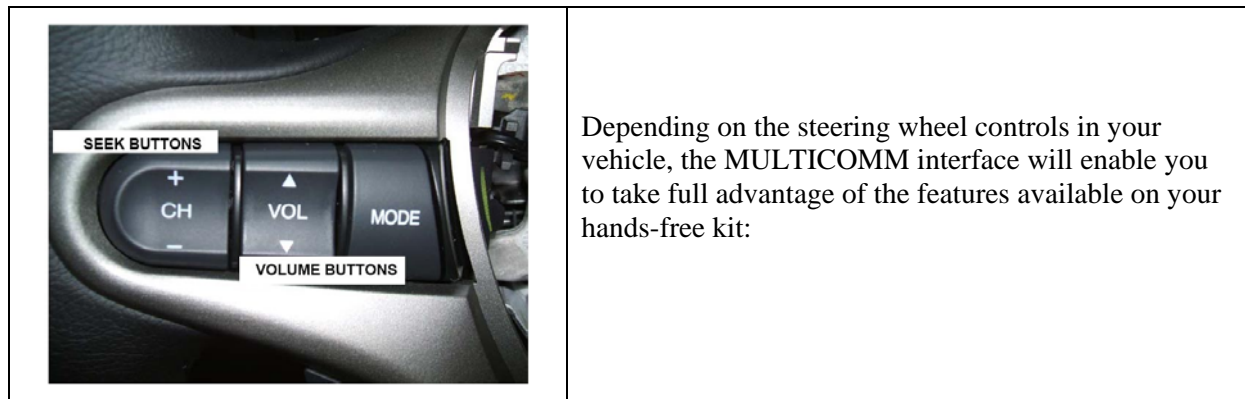 SEEK BUTTONS
+
CH
−
▲
VOL
▼
MODE
VOLUME BUTTONS
Depending on the steering wheel controls in your
vehicle, the MULTICOMM interface will enable you
to take full advantage of the features available on your
hands-free kit: